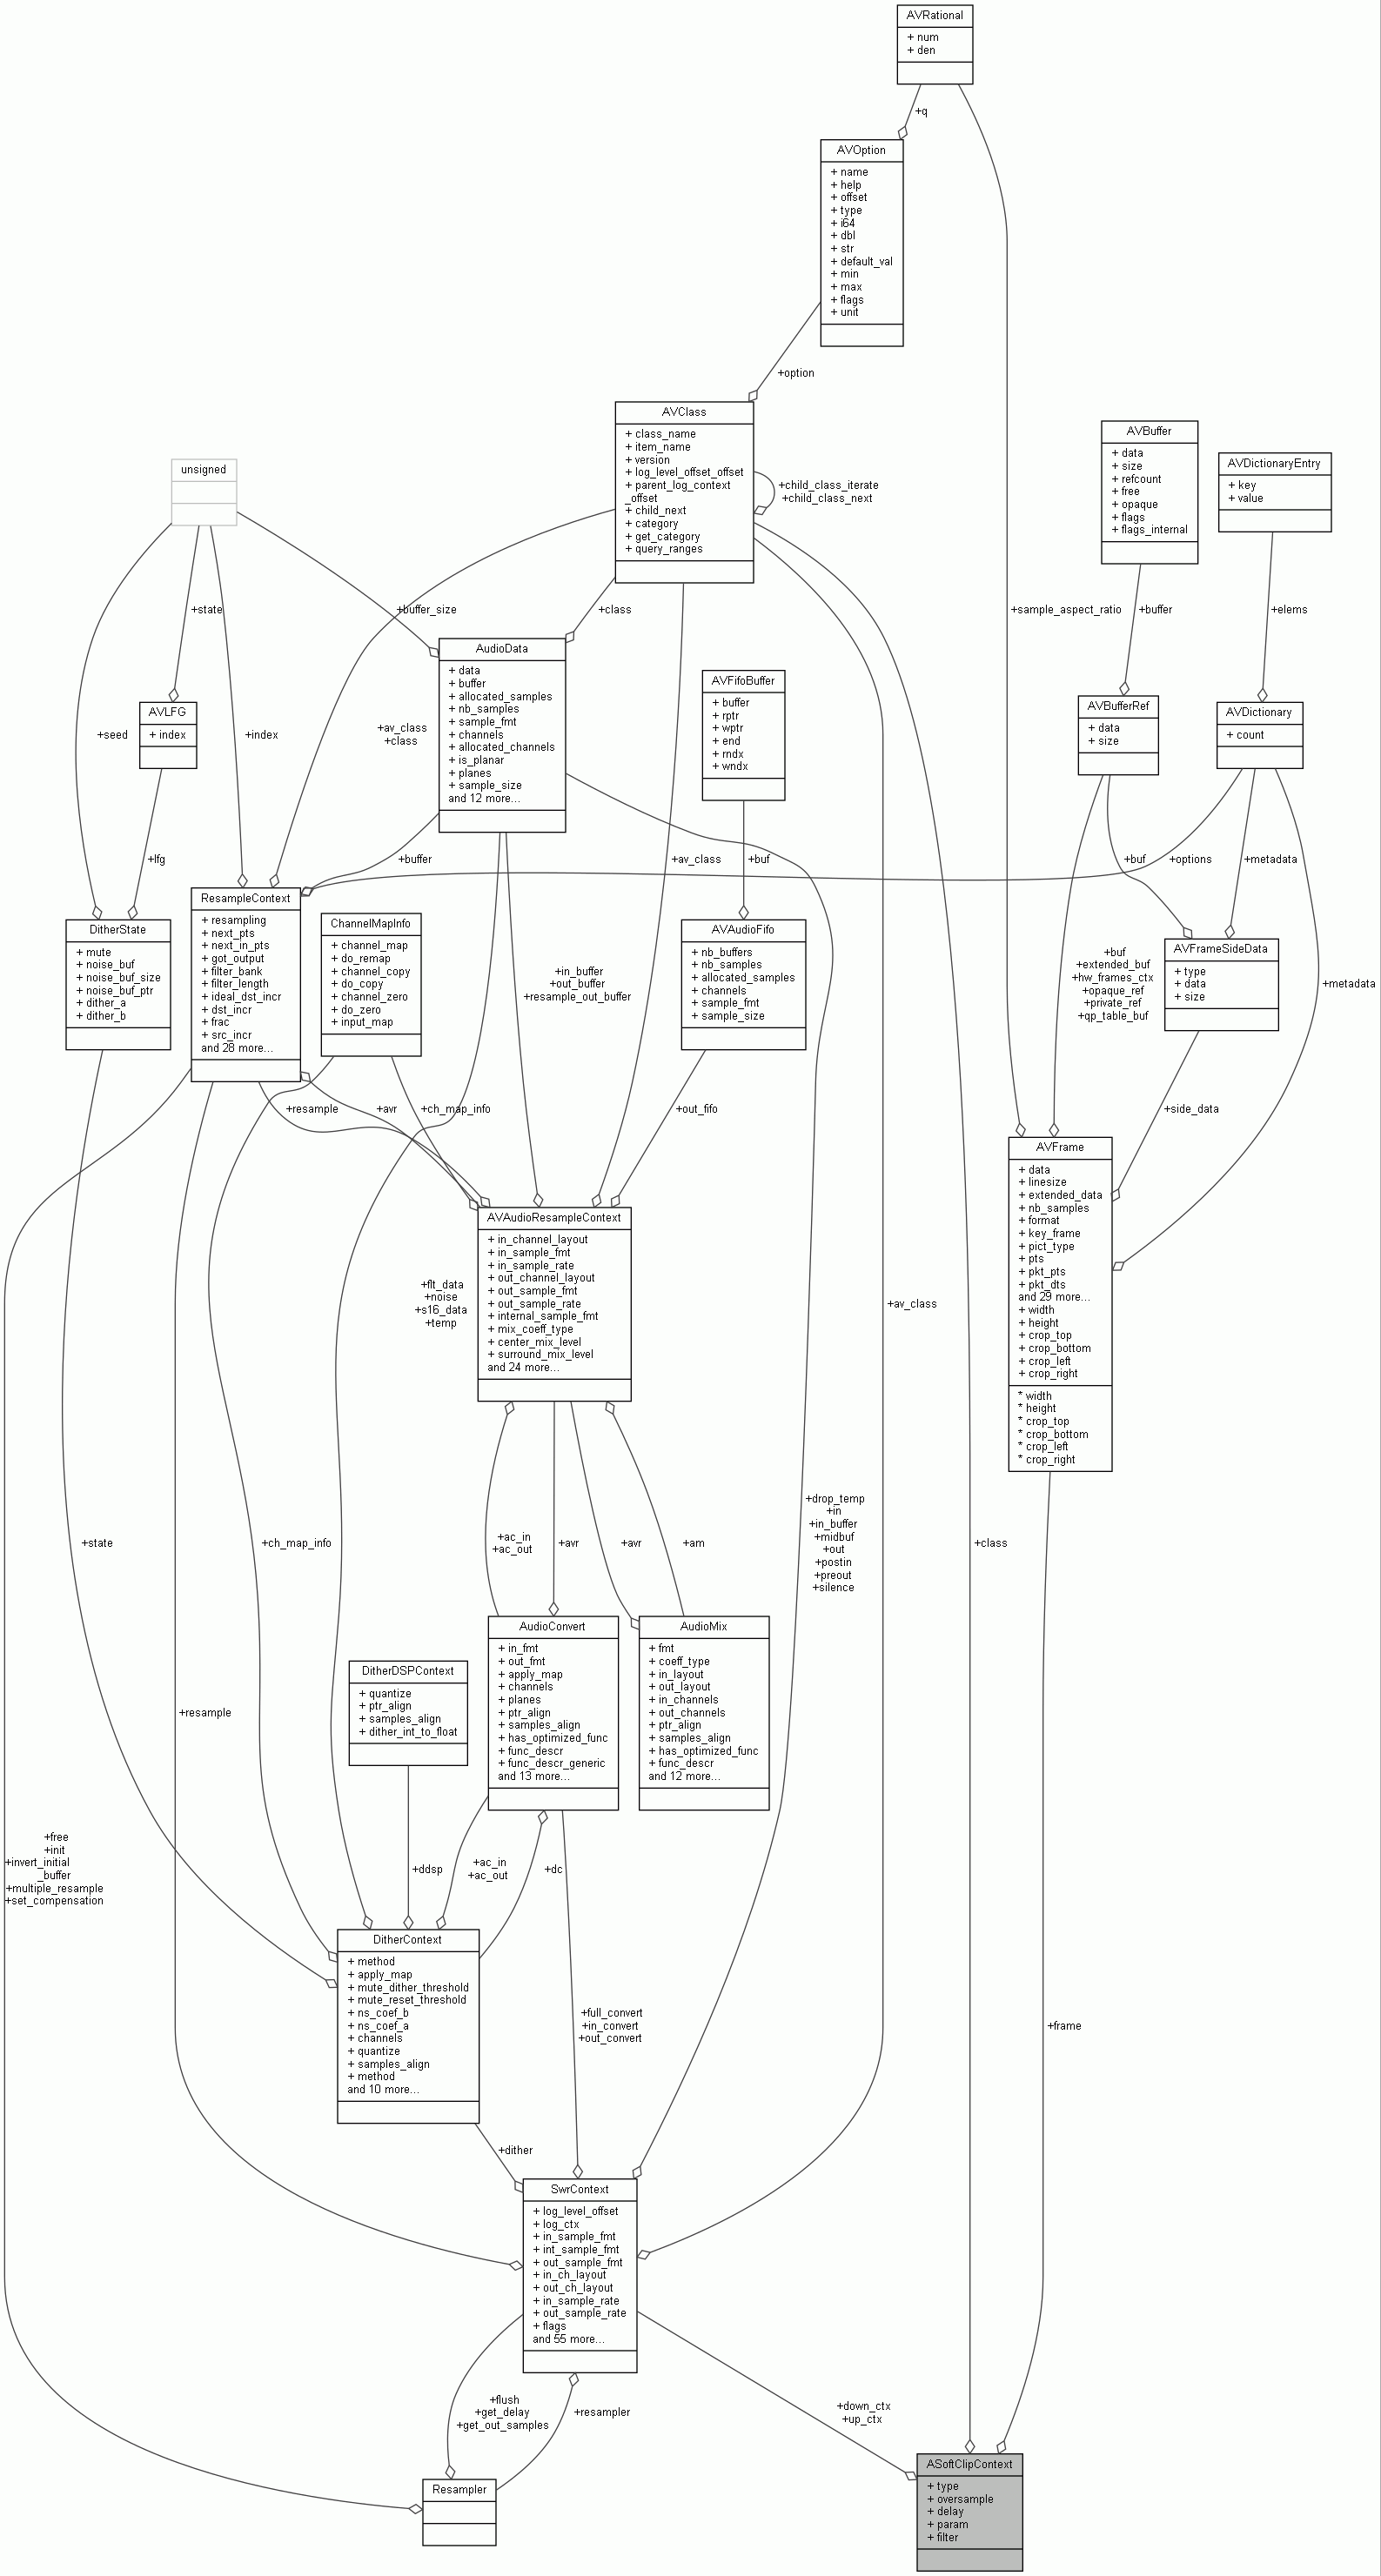 AVRational
+ num
+ den
+q
AVOption
+ name
+ help
+ offset
+ type
+ i64
+ dbl
+ str
+ default_val
+ min
+ max
+ flags
+ unit
+option
AVClass
+ class_name
+ item_name
+ version
+ log_level_offset_offset
+ parent_log_context
_offset
+ child_next
+ category
+ get_category
+ query_ranges
+child_class_iterate
+child_class_next
AVBuffer
+ data
+ size
+ refcount
+ free
+ opaque
+ flags
+ flags_internal
AVDictionaryEntry
+ key
+ value
unsigned
+state
+buffer_size
+class
+sample_aspect_ratio
+buffer
+elems
AudioData
+ data
+ buffer
+ allocated_samples
+ nb_samples
+ sample_fmt
+ channels
+ allocated_channels
+ is_planar
+ planes
+ sample_size
and 12 more...
AVFifoBuffer
+ buffer
+ rptr
+ wptr
+ end
+ rndx
+ wndx
AVLFG
+ index
AVBufferRef
+ data
+ size
AVDictionary
+ count
+seed
+index
+av_class
+class
+lfg
+buffer
+av_class
+buf
+buf
+options
+metadata
DitherState
+ mute
+ noise_buf
+ noise_buf_size
+ noise_buf_ptr
+ dither_a
+ dither_b
ResampleContext
+ resampling
+ next_pts
+ next_in_pts
+ got_output
+ filter_bank
+ filter_length
+ ideal_dst_incr
+ dst_incr
+ frac
+ src_incr
and 28 more...
ChannelMapInfo
+ channel_map
+ do_remap
+ channel_copy
+ do_copy
+ channel_zero
+ do_zero
+ input_map
+in_buffer
+out_buffer
+resample_out_buffer
AVAudioFifo
+ nb_buffers
+ nb_samples
+ allocated_samples
+ channels
+ sample_fmt
+ sample_size
+buf
+extended_buf
+hw_frames_ctx
+opaque_ref
+private_ref
+qp_table_buf
AVFrameSideData
+ type
+ data
+ size
+metadata
+resample
+avr
+ch_map_info
+out_fifo
+side_data
AVFrame
+ data
+ linesize
+ extended_data
+ nb_samples
+ format
+ key_frame
+ pict_type
+ pts
+ pkt_pts
+ pkt_dts
and 29 more...
+ width
+ height
+ crop_top
+ crop_bottom
+ crop_left
+ crop_right
* width
* height
* crop_top
* crop_bottom
* crop_left
* crop_right
AVAudioResampleContext
+ in_channel_layout
+ in_sample_fmt
+ in_sample_rate
+ out_channel_layout
+ out_sample_fmt
+ out_sample_rate
+ internal_sample_fmt
+ mix_coeff_type
+ center_mix_level
+ surround_mix_level
and 24 more...
+flt_data
+noise
+s16_data
+temp
+av_class
+state
+ch_map_info
+ac_in
+ac_out
+avr
+avr
+am
+drop_temp
+in
+in_buffer
+midbuf
+out
+postin
+preout
+silence
+class
AudioConvert
+ in_fmt
+ out_fmt
+ apply_map
+ channels
+ planes
+ ptr_align
+ samples_align
+ has_optimized_func
+ func_descr
+ func_descr_generic
and 13 more...
AudioMix
+ fmt
+ coeff_type
+ in_layout
+ out_layout
+ in_channels
+ out_channels
+ ptr_align
+ samples_align
+ has_optimized_func
+ func_descr
and 12 more...
DitherDSPContext
+ quantize
+ ptr_align
+ samples_align
+ dither_int_to_float
+resample
+free
+init
+invert_initial
_buffer
+multiple_resample
+set_compensation
+ddsp
+ac_in
+ac_out
+dc
DitherContext
+ method
+ apply_map
+ mute_dither_threshold
+ mute_reset_threshold
+ ns_coef_b
+ ns_coef_a
+ channels
+ quantize
+ samples_align
+ method
and 10 more...
+full_convert
+in_convert
+out_convert
+frame
+dither
SwrContext
+ log_level_offset
+ log_ctx
+ in_sample_fmt
+ int_sample_fmt
+ out_sample_fmt
+ in_ch_layout
+ out_ch_layout
+ in_sample_rate
+ out_sample_rate
+ flags
and 55 more...
+flush
+get_delay
+get_out_samples
+resampler
+down_ctx
+up_ctx
Resampler
ASoftClipContext
+ type
+ oversample
+ delay
+ param
+ filter